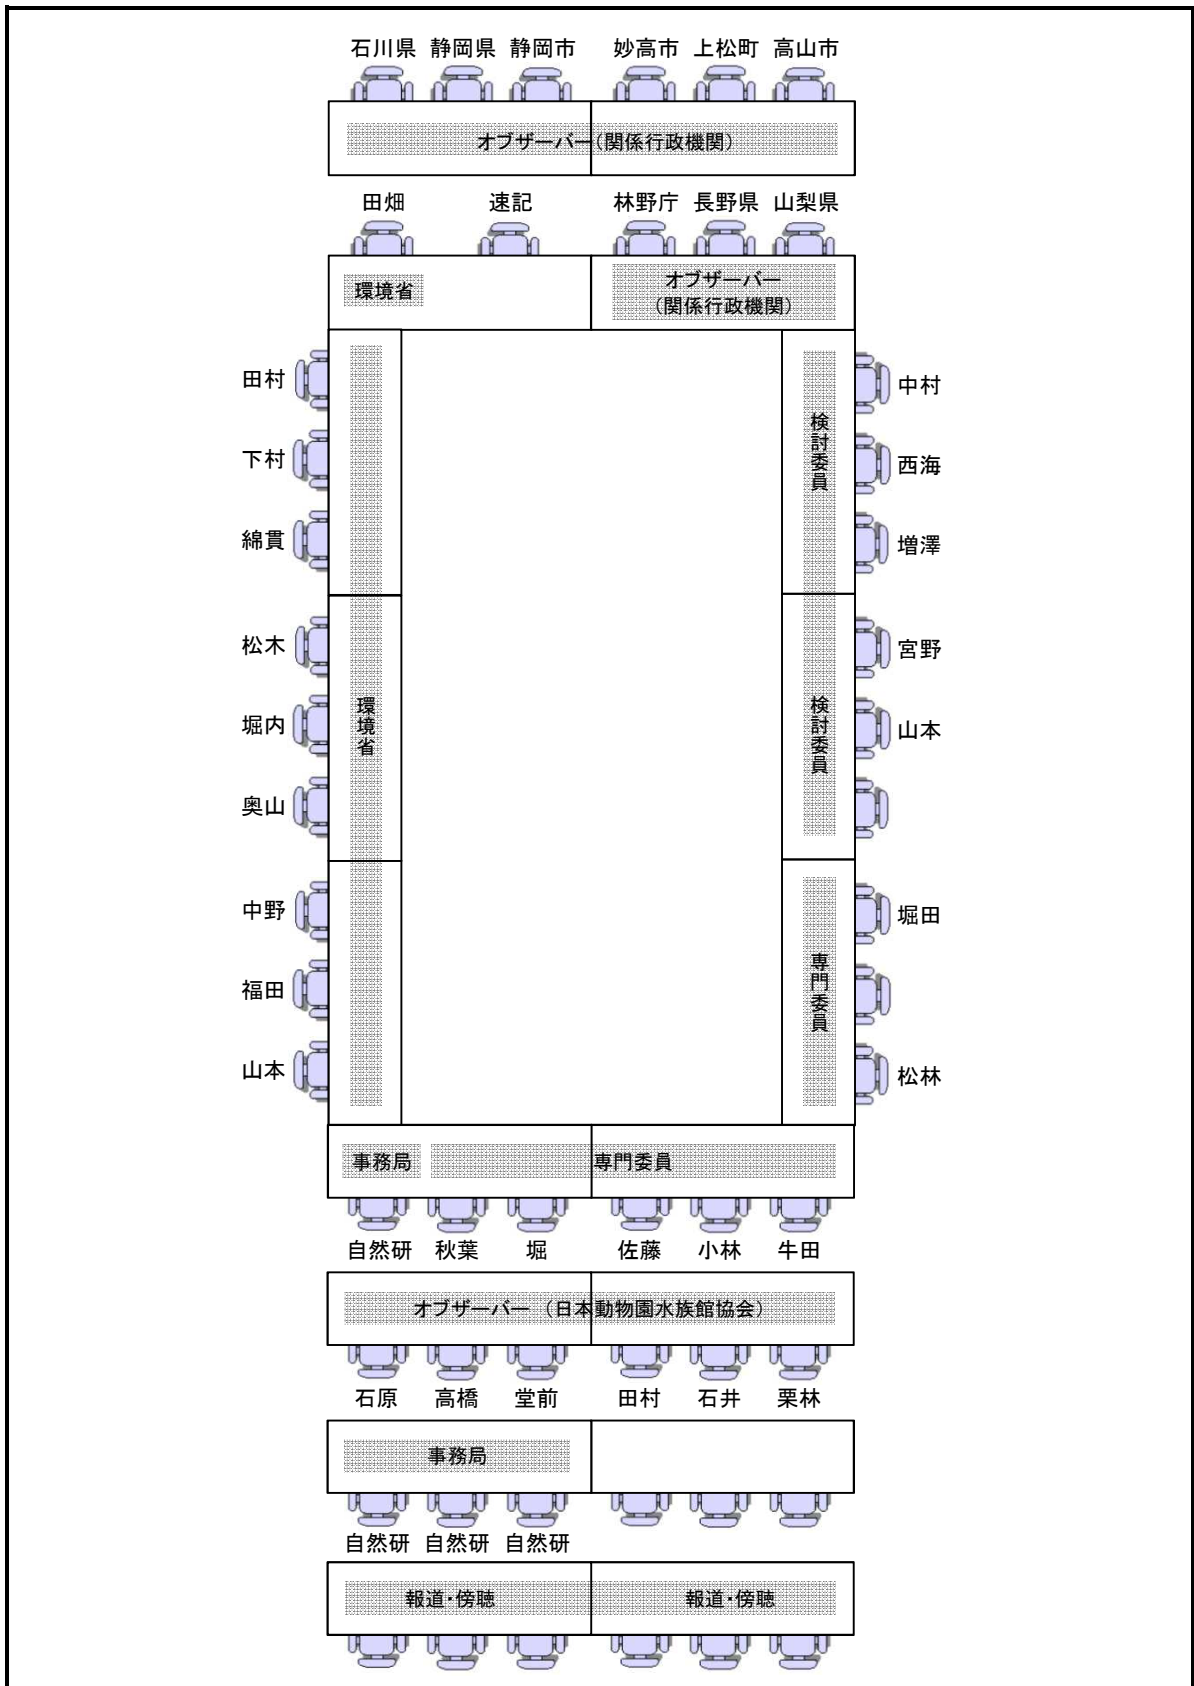 石川県 静岡県 静岡市 妙高市 上松町 高山市
オブザーバー(関係行政機関)
田畑 速記 林野庁 長野県 山梨県
環境省
オブザーバー
(関係行政機関)
田村
下村
綿貫
松木
堀内
奥山
中野
福田
山本
環境省
検討委員
中村
西海
増澤
検討委員
宮野
山本
専門委員
堀田
松林
事務局 専門委員
自然研 秋葉 堀 佐藤 小林 牛田
オブザーバー (日本動物園水族館協会)
石原 高橋 堂前 田村 石井 栗林
事務局
自然研 自然研 自然研
報道・傍聴 報道・傍聴